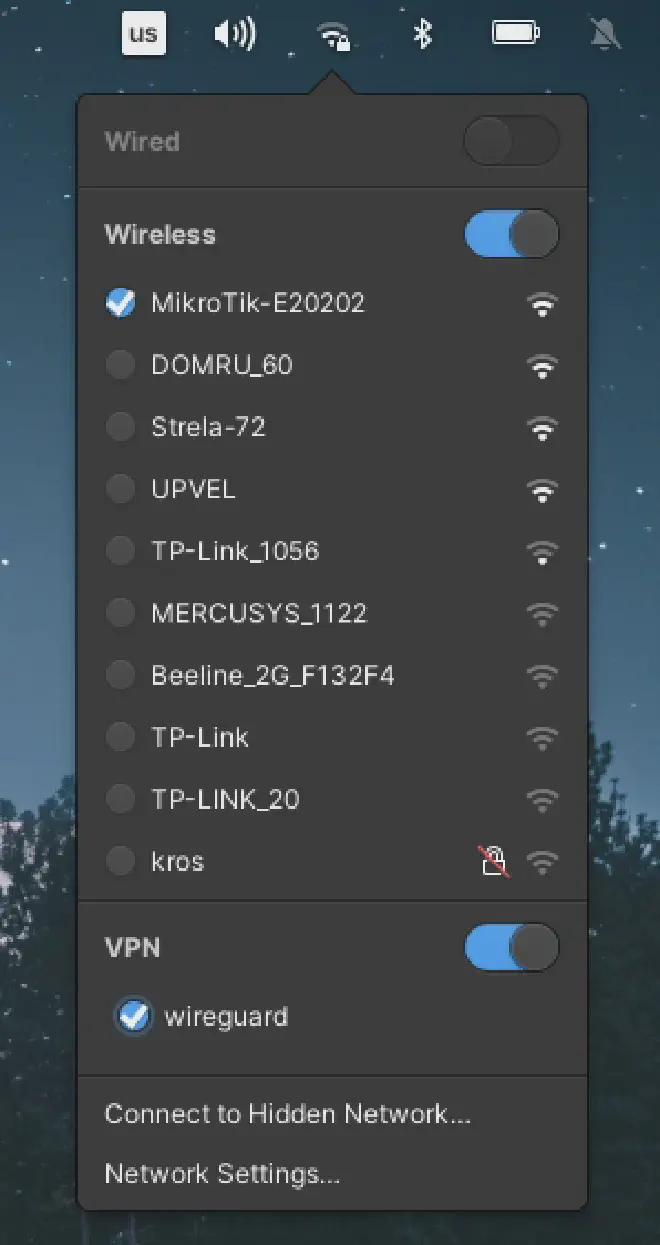 us
Wired
Wireless
MikroTik-E20202
DOMRU_60
Strela-72
UPVEL
TP-Link_1056
MERCUSYS_1122
Beeline_2G_F132F4
TP-Link
TP-LINK_20
kros
VPN
wireguard
Connect to Hidden Network...
Network Settings...